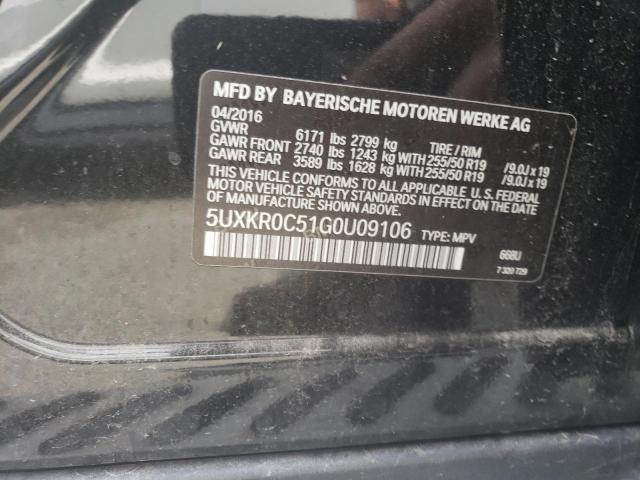 MFD BY BAYERISCHE MOTOREN WERKE AG
04/2016
GVWR 6171 lbs 2799 kg TIRE / RIM
GAWR FRONT 2740 lbs 1243 kg WITH 255/50 R19 /9.0J x 19
GAWR REAR 3589 lbs 1628 kg WITH 255/50 R19 /9.0J x 19
THIS VEHICLE CONFORMS TO ALL APPLICABLE U.S. FEDERAL
MOTOR VEHICLE SAFETY STANDARDS IN EFFECT ON THE DATE
OF MANUFACTURE SHOWN ABOVE.
5UXKR0C51G0U09106 TYPE: MPV
668U
7 320 729